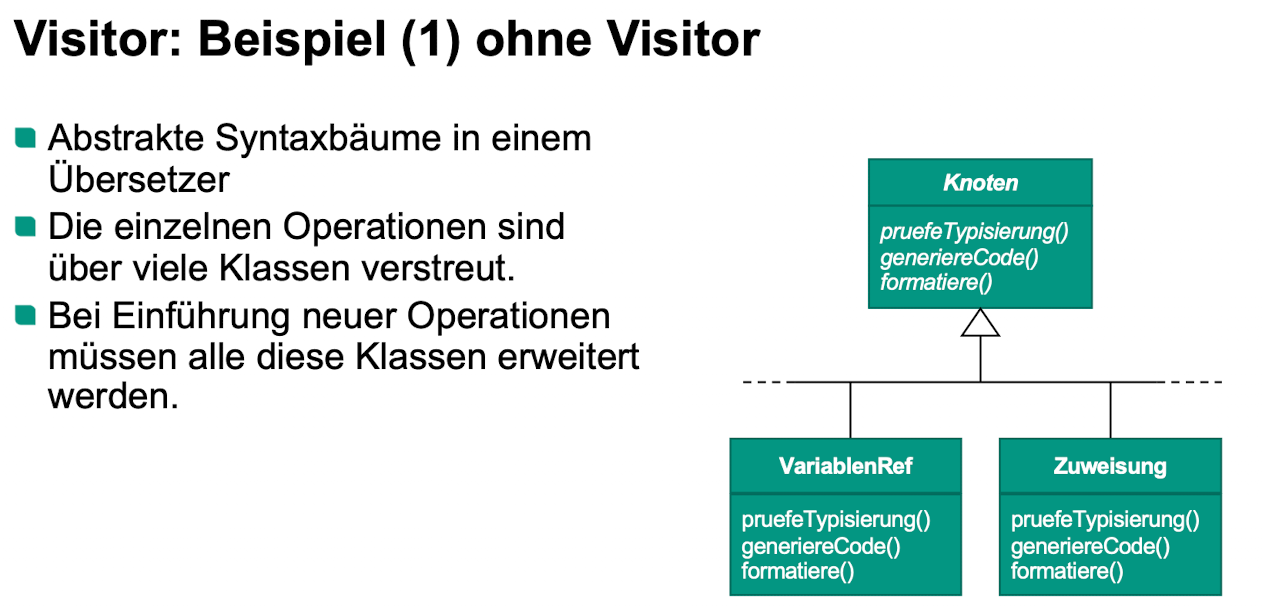 Visitor: Beispiel (1) ohne Visitor
Abstrakte Syntaxbäume in einem
Übersetzer
Die einzelnen Operationen sind
über viele Klassen verstreut.
Bei Einführung neuer Operationen
müssen alle diese Klassen erweitert
werden.
Knoten
pruefeTypisierung()
generiereCode()
formatiere()
VariablenRef
pruefeTypisierung()
generiereCode()
formatiere()
Zuweisung
pruefeTypisierung()
generiereCode()
formatiere()